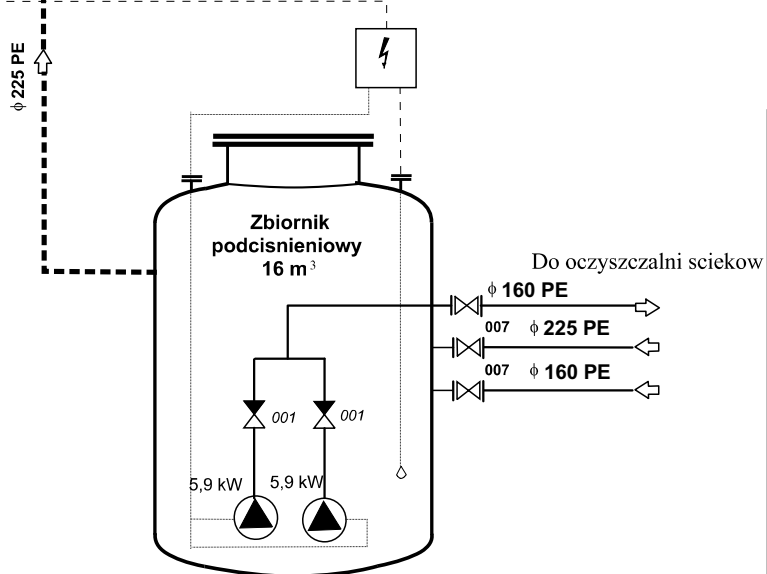 ϕ 225 PE
Zbiornik
podcisnieniowy
16 m³
Do oczyszczalni sciekow
ϕ 160 PE
007 ϕ 225 PE
007 ϕ 160 PE
001 001
5,9 kW 5,9 kW